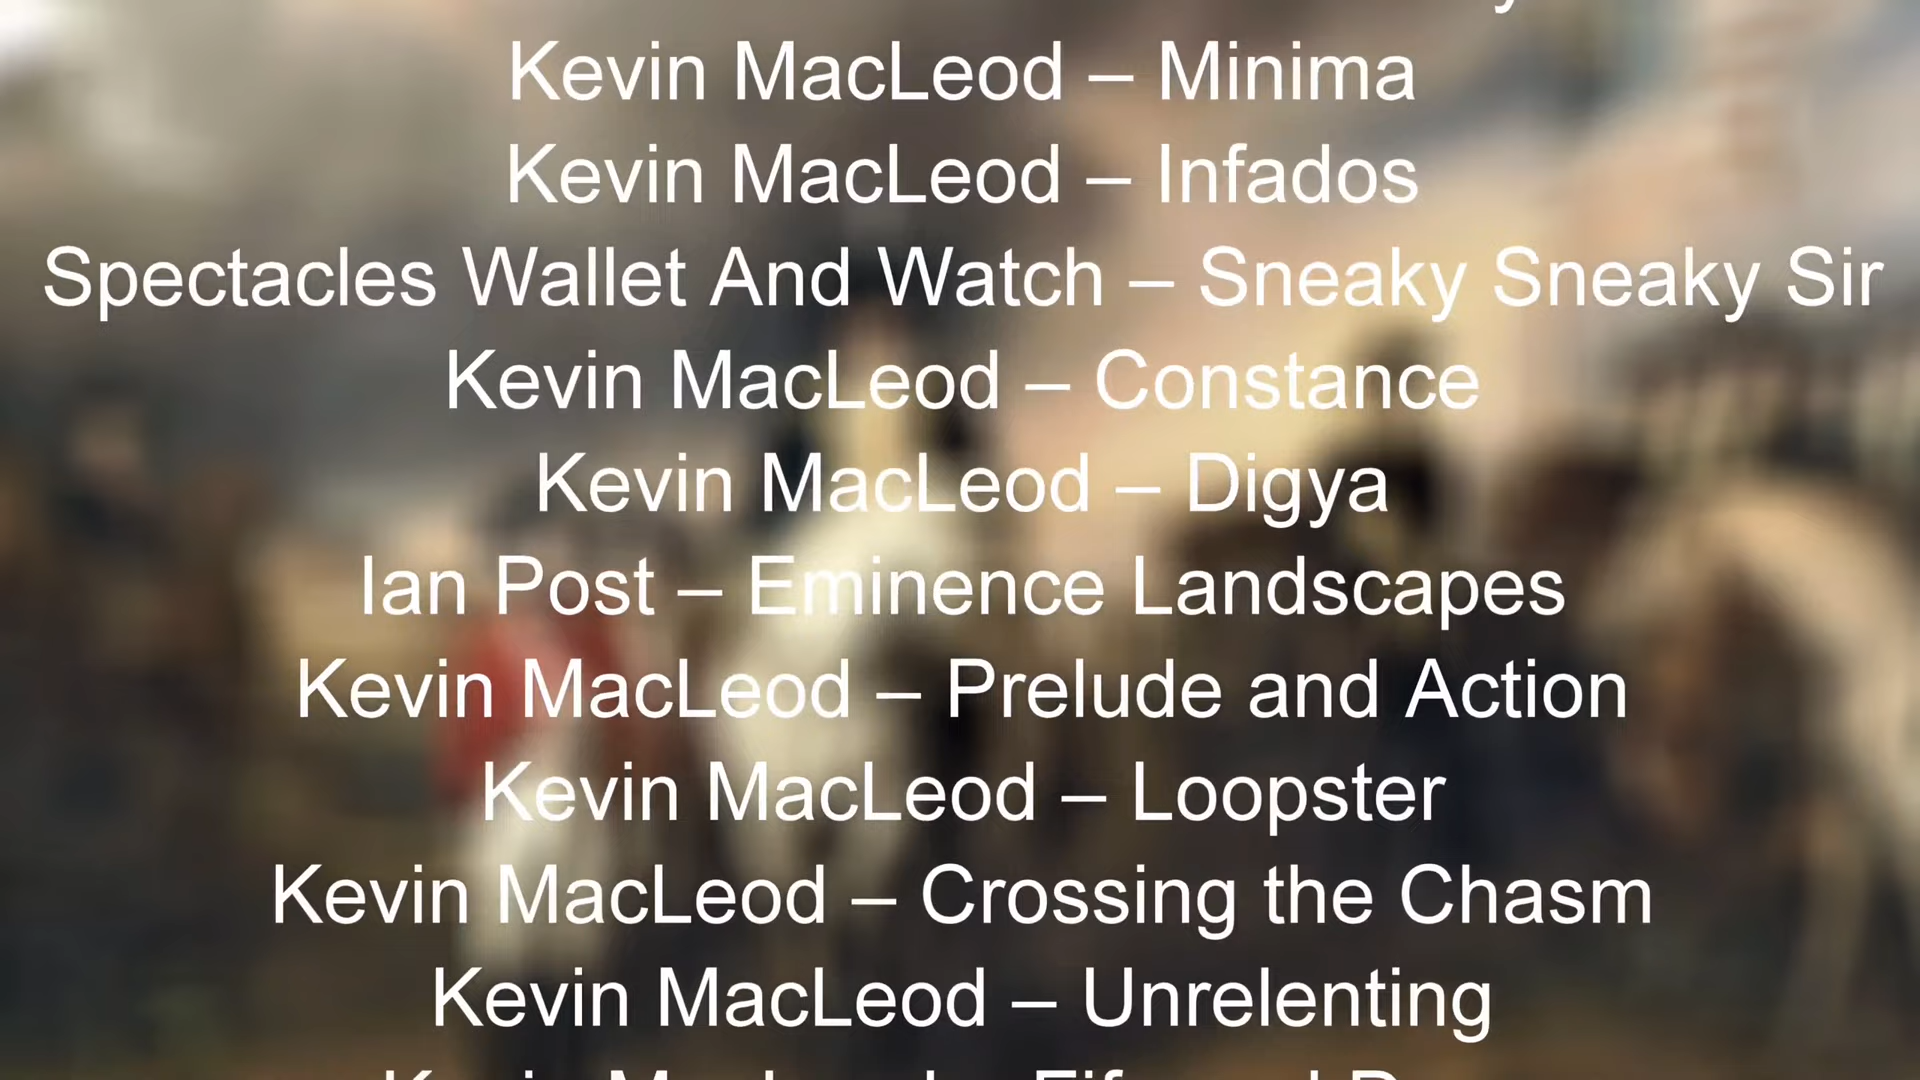 Kevin MacLeod – Minima
Kevin MacLeod – Infados
Spectacles Wallet And Watch – Sneaky Sneaky Sir
Kevin MacLeod – Constance
Kevin MacLeod – Digya
Ian Post – Eminence Landscapes
Kevin MacLeod – Prelude and Action
Kevin MacLeod – Loopster
Kevin MacLeod – Crossing the Chasm
Kevin MacLeod – Unrelenting